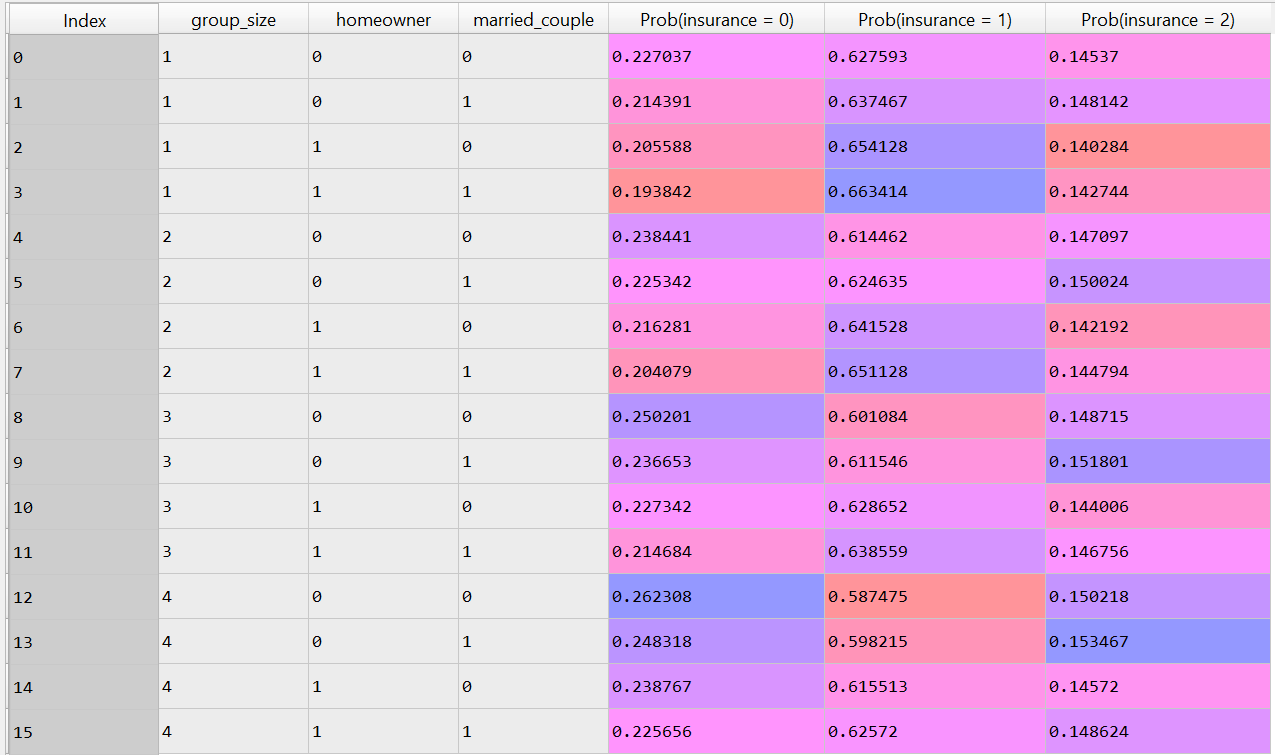 Index group_size homeowner married_couple Prob(insurance = 0) Prob(insurance = 1) Prob(insurance = 2)
0 1 0 0 0.227037 0.627593 0.14537
1 1 0 1 0.214391 0.637467 0.148142
2 1 1 0 0.205588 0.654128 0.140284
3 1 1 1 0.193842 0.663414 0.142744
4 2 0 0 0.238441 0.614462 0.147097
5 2 0 1 0.225342 0.624635 0.150024
6 2 1 0 0.216281 0.641528 0.142192
7 2 1 1 0.204079 0.651128 0.144794
8 3 0 0 0.250201 0.601084 0.148715
9 3 0 1 0.236653 0.611546 0.151801
10 3 1 0 0.227342 0.628652 0.144006
11 3 1 1 0.214684 0.638559 0.146756
12 4 0 0 0.262308 0.587475 0.150218
13 4 0 1 0.248318 0.598215 0.153467
14 4 1 0 0.238767 0.615513 0.14572
15 4 1 1 0.225656 0.62572 0.148624